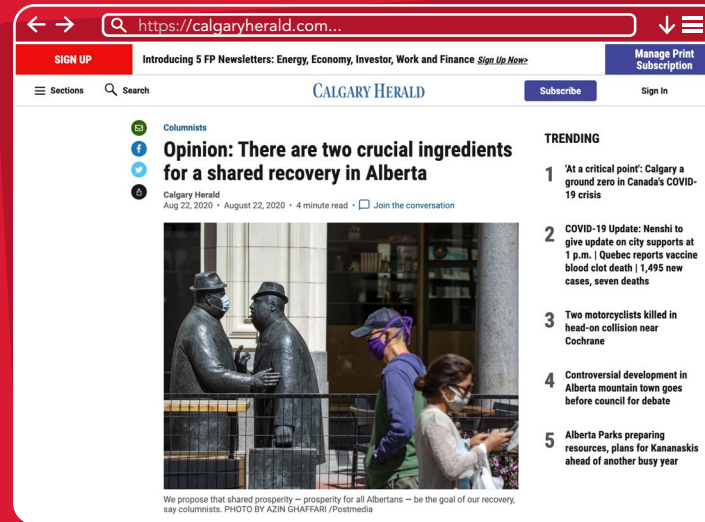 https://calgaryherald.com...
SIGN UP
Introducing 5 FP Newsletters: Energy, Economy, Investor, Work and Finance Sign Up Now>
Manage Print
Subscription
Sections
Search
CALGARY HERALD
Subscribe
Sign In
Columnists
Opinion: There are two crucial ingredients
for a shared recovery in Alberta
Calgary Herald
Aug 22, 2020 • August 22, 2020 • 4 minute read • Join the conversation
We propose that shared prosperity — prosperity for all Albertans — be the goal of our recovery,
say columnists. PHOTO BY AZIN GHAFFARI /Postmedia
TRENDING
1 'At a critical point': Calgary a
ground zero in Canada's COVID-
19 crisis
2 COVID-19 Update: Nenshi to
give update on city supports at
1 p.m. | Quebec reports vaccine
blood clot death | 1,495 new
cases, seven deaths
3 Two motorcyclists killed in
head-on collision near
Cochrane
4 Controversial development in
Alberta mountain town goes
before council for debate
5 Alberta Parks preparing
resources, plans for Kananaskis
ahead of another busy year